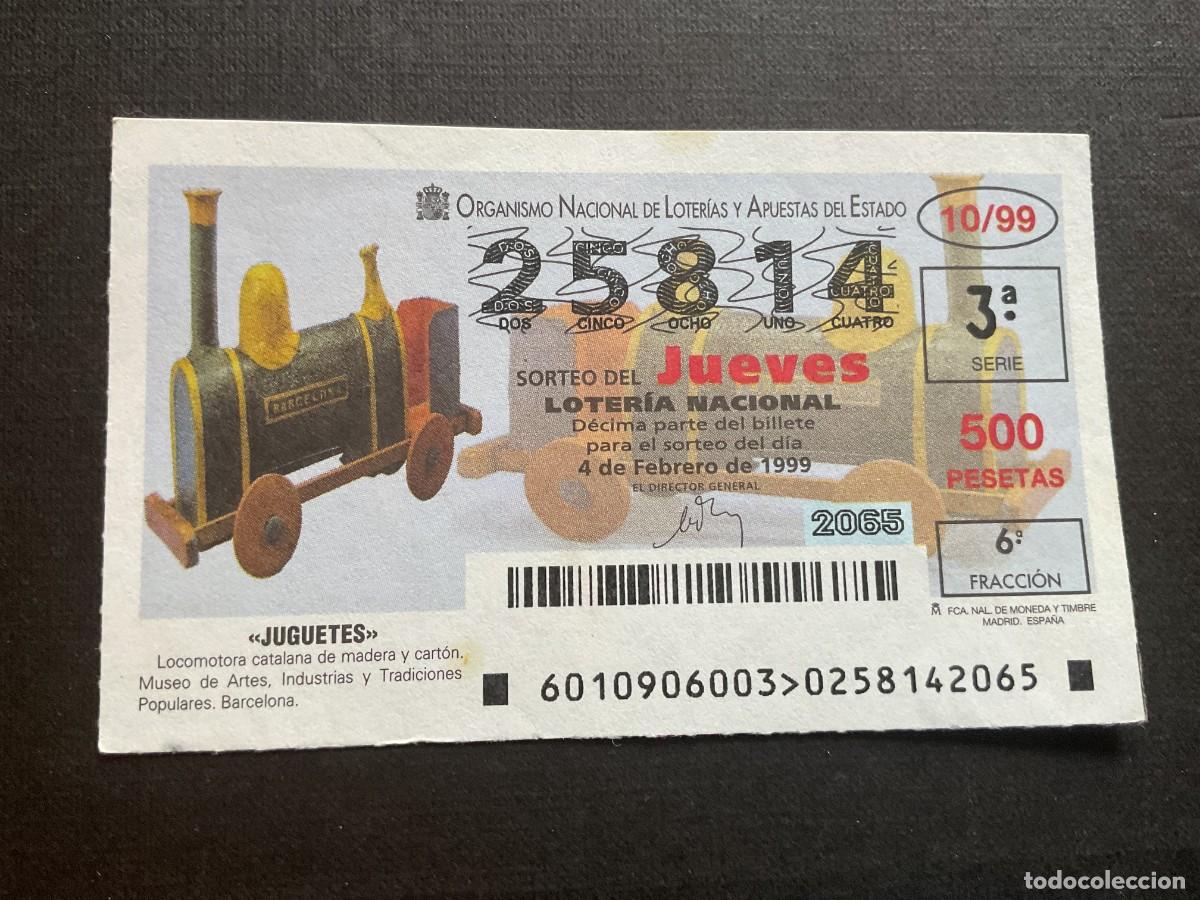 ORGANISMO NACIONAL DE LOTERÍAS Y APUESTAS DEL ESTADO
10/99
25814
DOS CINCO OCHO UNO CUATRO
3.ª
SERIE
SORTEO DEL Jueves
LOTERÍA NACIONAL
Décima parte del billete
para el sorteo del día
4 de Febrero de 1999
EL DIRECTOR GENERAL
500
PESETAS
2065
6ª
FRACCIÓN
BARCELONA
FCA. NAL. DE MONEDA Y TIMBRE
MADRID. ESPAÑA
«JUGUETES»
Locomotora catalana de madera y cartón.
Museo de Artes, Industrias y Tradiciones
Populares. Barcelona.
6010906003>0258142065
todocoleccion